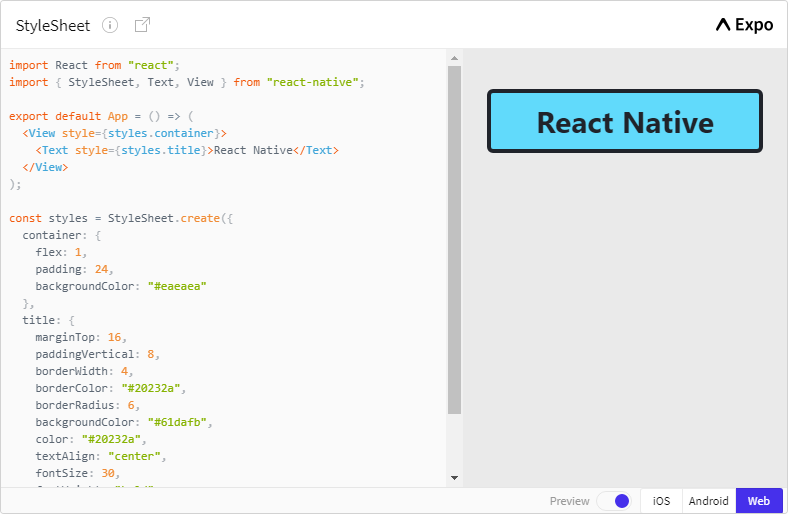 StyleSheet
Expo
import React from "react";
import { StyleSheet, Text, View } from "react-native";
export default App = () => (
<View style={styles.container}>
<Text style={styles.title}>React Native</Text>
</View>
);
const styles = StyleSheet.create({
container: {
flex: 1,
padding: 24,
backgroundColor: "#eaeaea"
},
title: {
marginTop: 16,
paddingVertical: 8,
borderWidth: 4,
borderColor: "#20232a",
borderRadius: 6,
backgroundColor: "#61dafb",
color: "#20232a",
textAlign: "center",
fontSize: 30,
React Native
Preview iOS Android Web